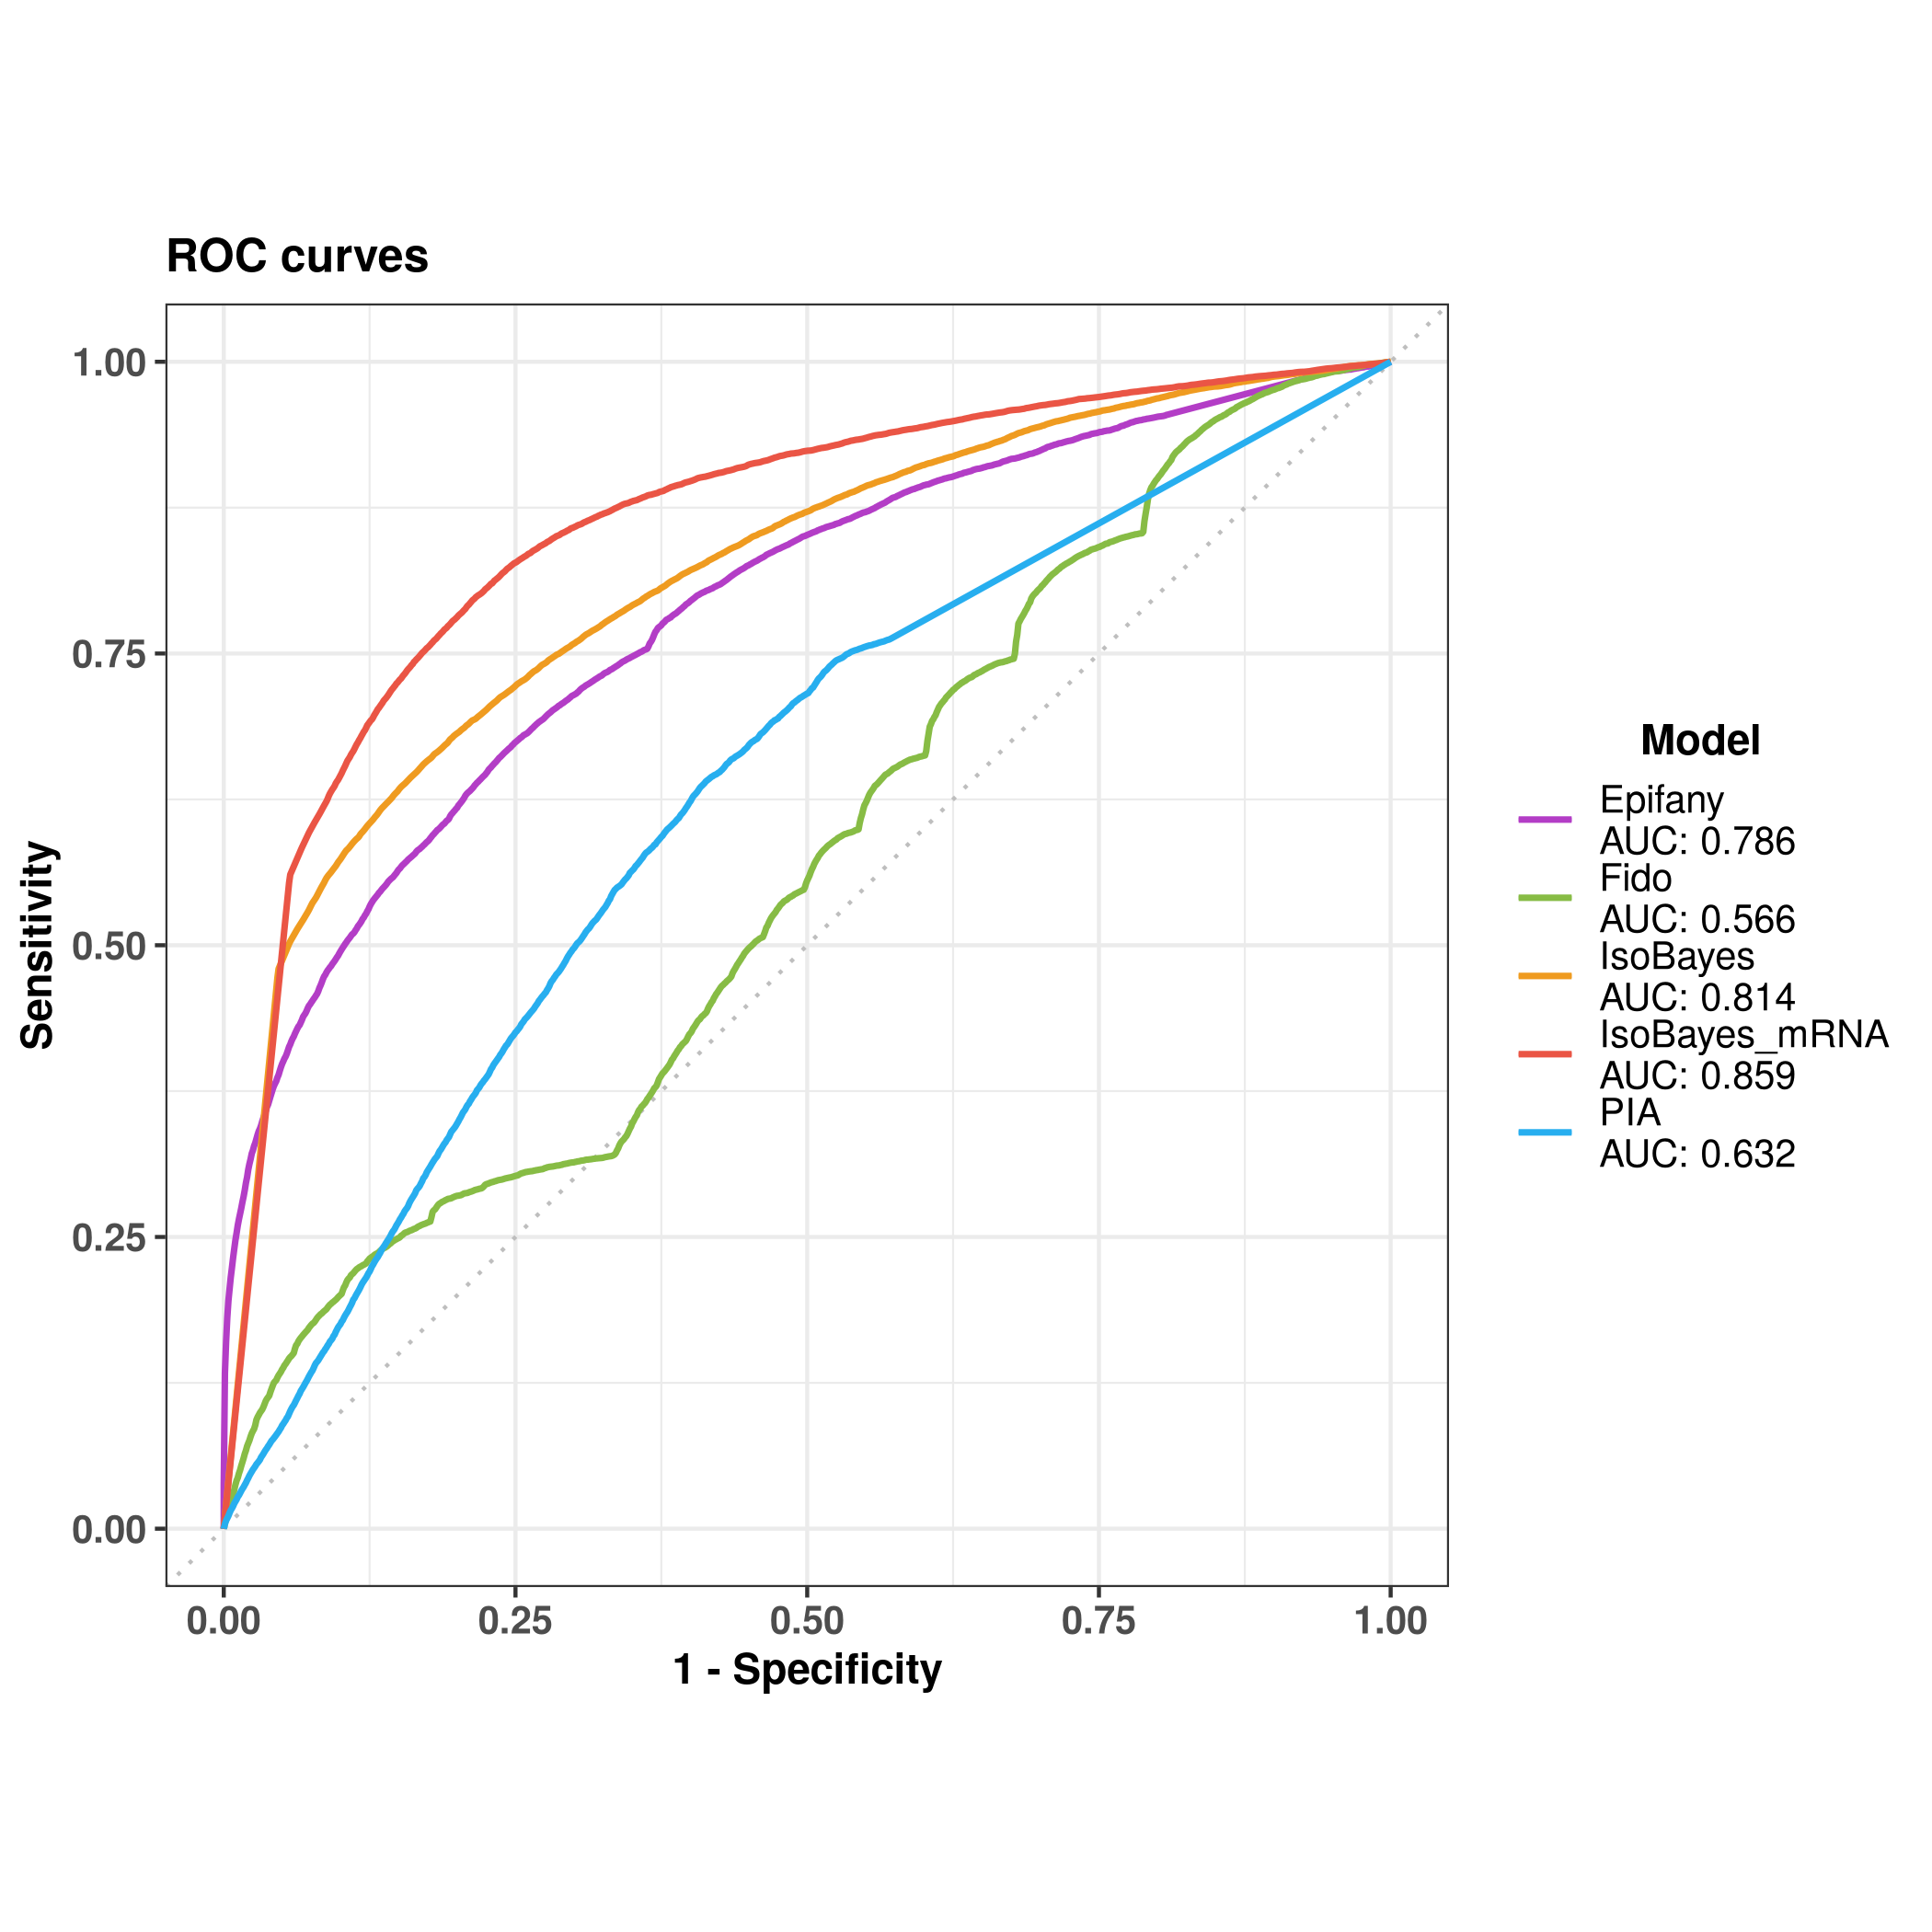 ROC curves
1.00
0.75
0.50
0.25
0.00
Sensitivity
0.00 0.25 0.50 0.75 1.00
1 - Specificity
Model
Epifany
AUC: 0.786
Fido
AUC: 0.566
IsoBayes
AUC: 0.814
IsoBayes_mRNA
AUC: 0.859
PIA
AUC: 0.632